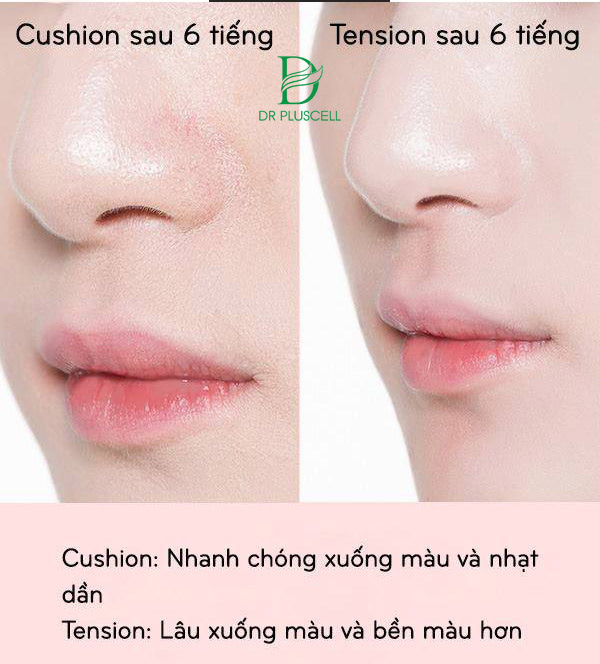 Cushion sau 6 tiếng
Tension sau 6 tiếng
DR PLUSCELL
Cushion: Nhanh chóng xuống màu và nhạt
dần
Tension: Lâu xuống màu và bền màu hơn